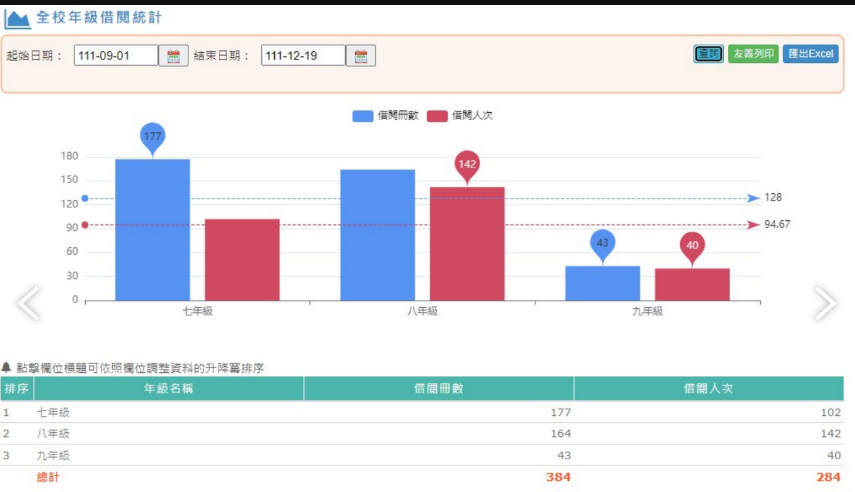 全校年級借閱統計
起始日期： 111-09-01 結束日期： 111-12-19 查詢 友善列印 匯出Excel
借閱冊數 借閱人次
177
142
180
150
120
128
90
94.67
60
43
40
30
0
七年級 八年級 九年級
點擊欄位標題可依照欄位調整資料的升降冪排序
排序 年級名稱 借閱冊數 借閱人次
1 七年級 177 102
2 八年級 164 142
3 九年級 43 40
總計 384 284